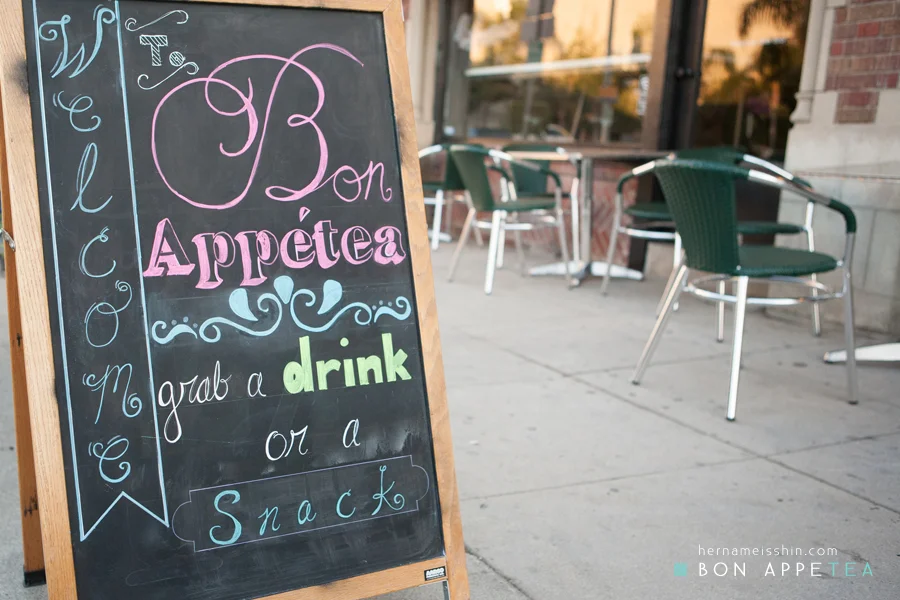 Welcome
To
Bon
Appétea
grab a drink
or a
Snack
hernameisshin.com
BON APPETEA